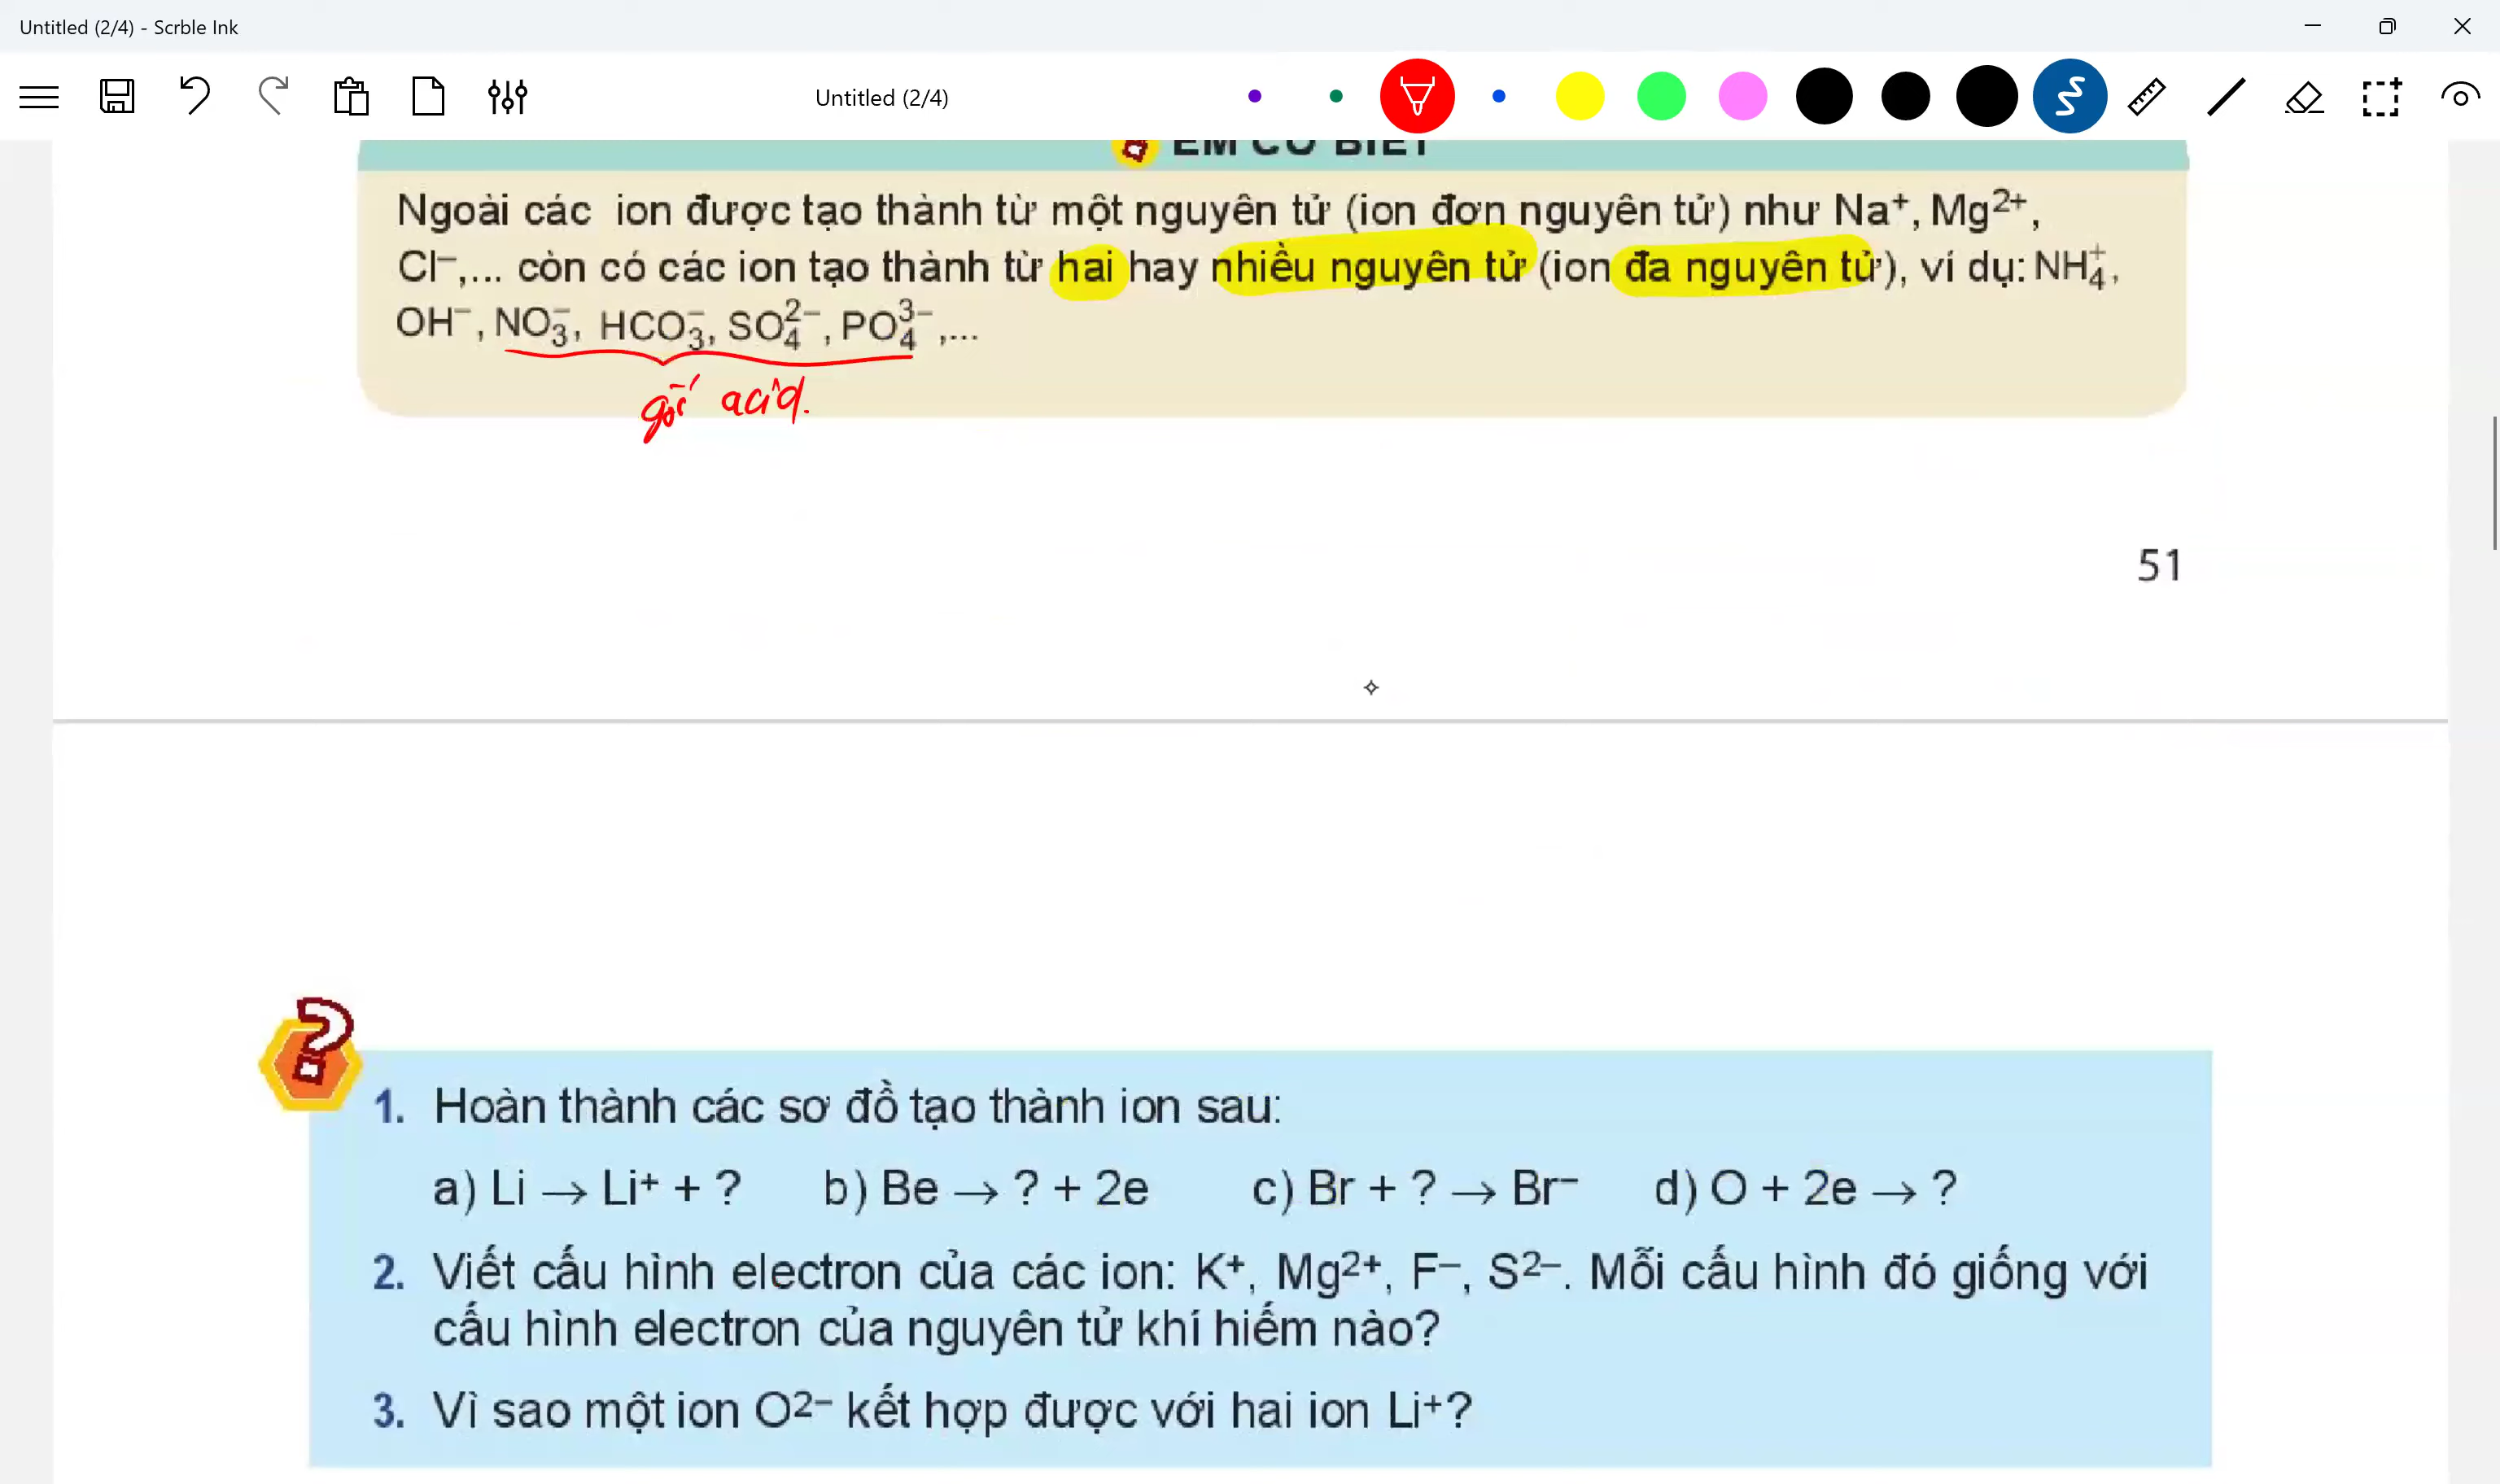 Untitled (2/4) - Scrble Ink
Untitled (2/4)
EM CÓ BIẾT
Ngoài các ion được tạo thành từ một nguyên tử (ion đơn nguyên tử) như Na⁺, Mg²⁺,
Cl⁻,... còn có các ion tạo thành từ hai hay nhiều nguyên tử (ion đa nguyên tử), ví dụ: NH₄⁺,
OH⁻, NO₃⁻, HCO₃⁻, SO₄²⁻, PO₄³⁻,...
gốc acid.
51
1. Hoàn thành các sơ đồ tạo thành ion sau:
a) Li → Li⁺ + ? b) Be → ? + 2e c) Br + ? → Br⁻ d) O + 2e → ?
2. Viết cấu hình electron của các ion: K⁺, Mg²⁺, F⁻, S²⁻. Mỗi cấu hình đó giống với
cấu hình electron của nguyên tử khí hiếm nào?
3. Vì sao một ion O²⁻ kết hợp được với hai ion Li⁺?